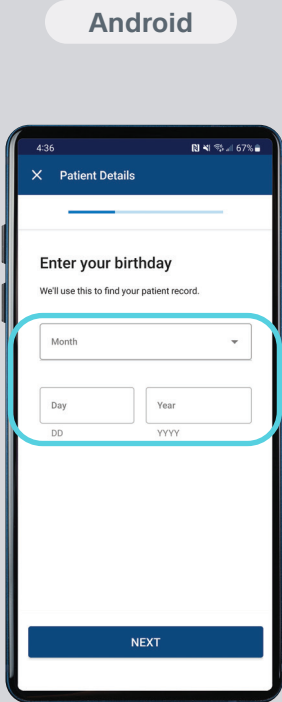 Android
4:36 67%
Patient Details
Enter your birthday
We'll use this to find your patient record.
Month
Day Year
DD YYYY
NEXT